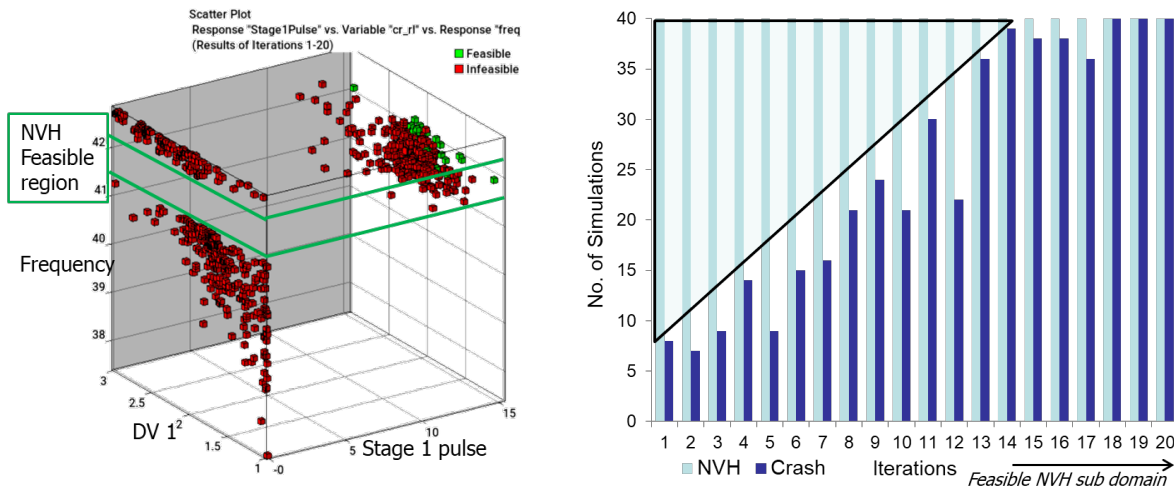 Scatter Plot
Response "Stage1Pulse" vs. Variable "cr_rl" vs. Response "freq
(Results of Iterations 1-20)
Feasible
Infeasible
NVH
Feasible
region
42
41
40
Frequency
39
38
3
2.5
2
DV 1
1.5
1
-0
5
Stage 1 pulse
10
15
No. of Simulations
40
35
30
25
20
15
10
5
0
1 2 3 4 5 6 7 8 9 10 11 12 13 14 15 16 17 18 19 20
NVH Crash Iterations
Feasible NVH sub domain